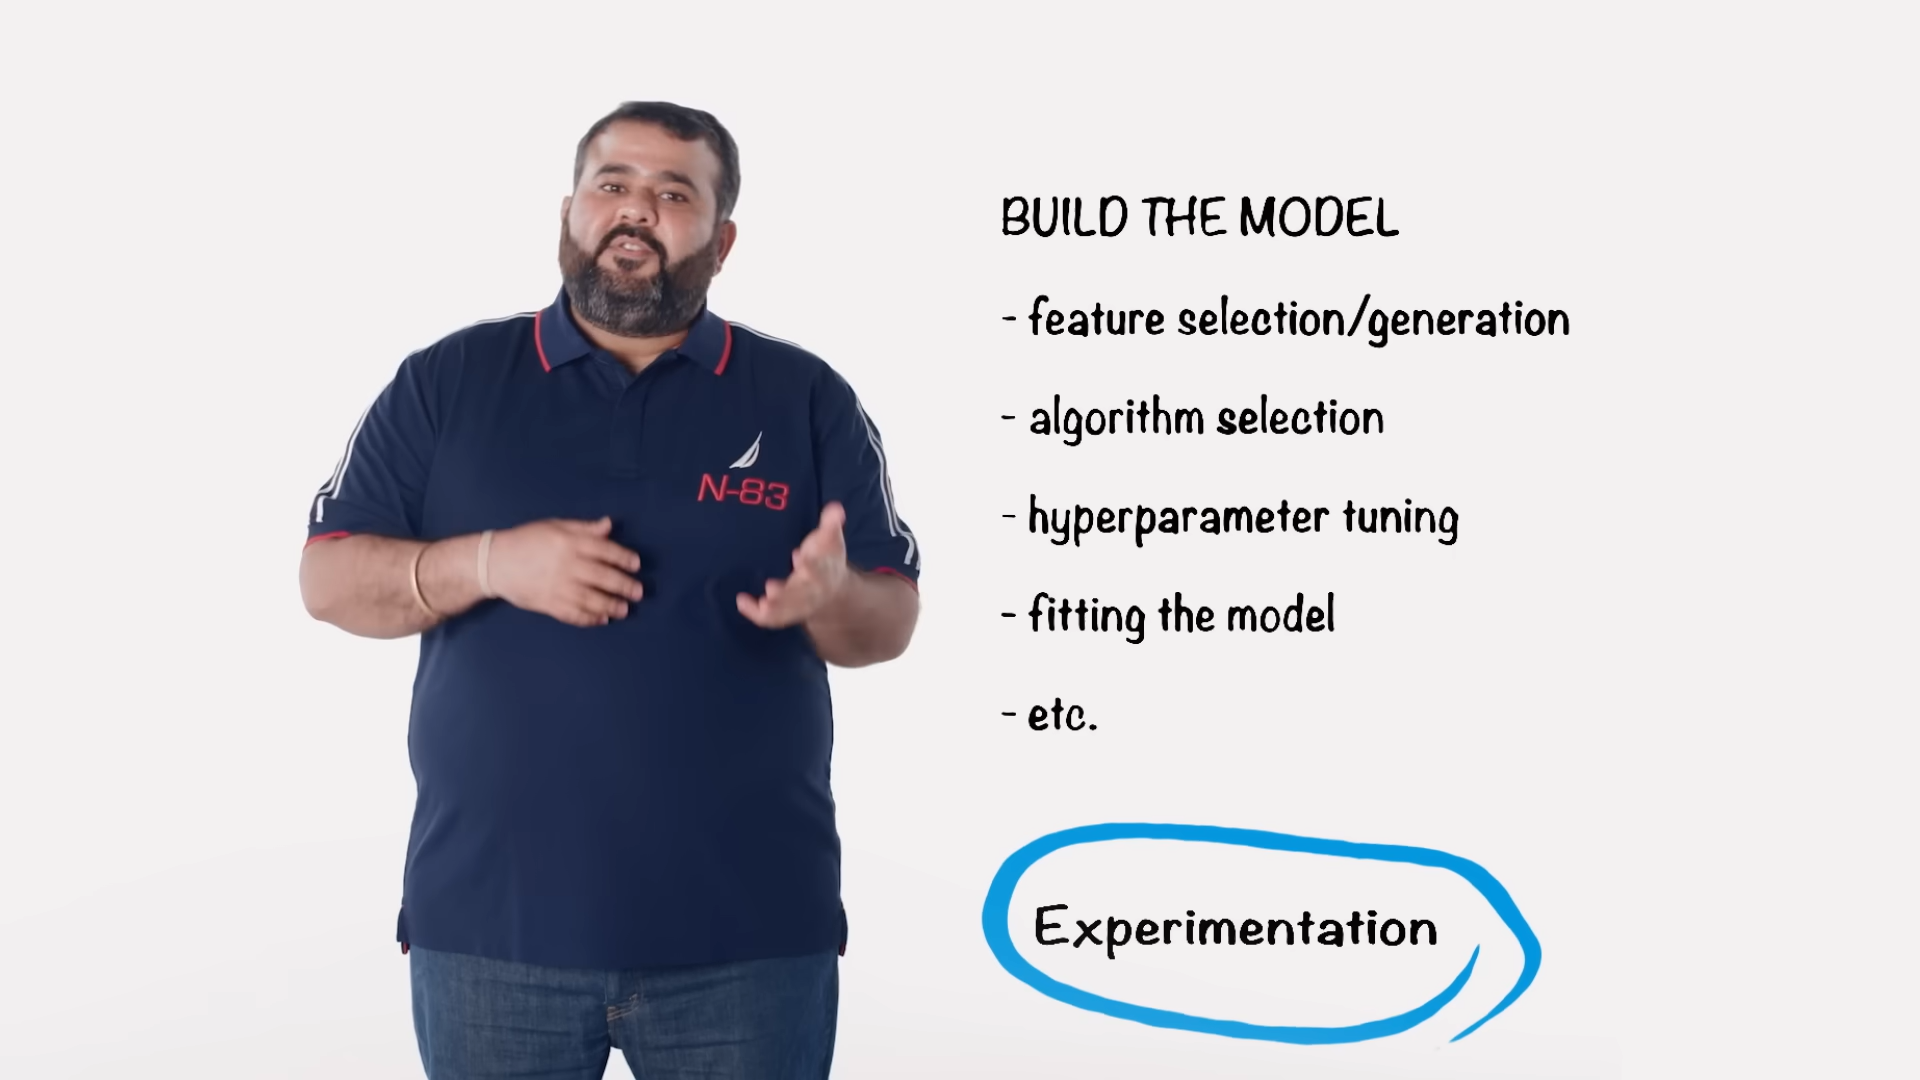 BUILD THE MODEL
- feature selection/generation
- algorithm selection
- hyperparameter tuning
- fitting the model
- etc.
Experimentation
N-83